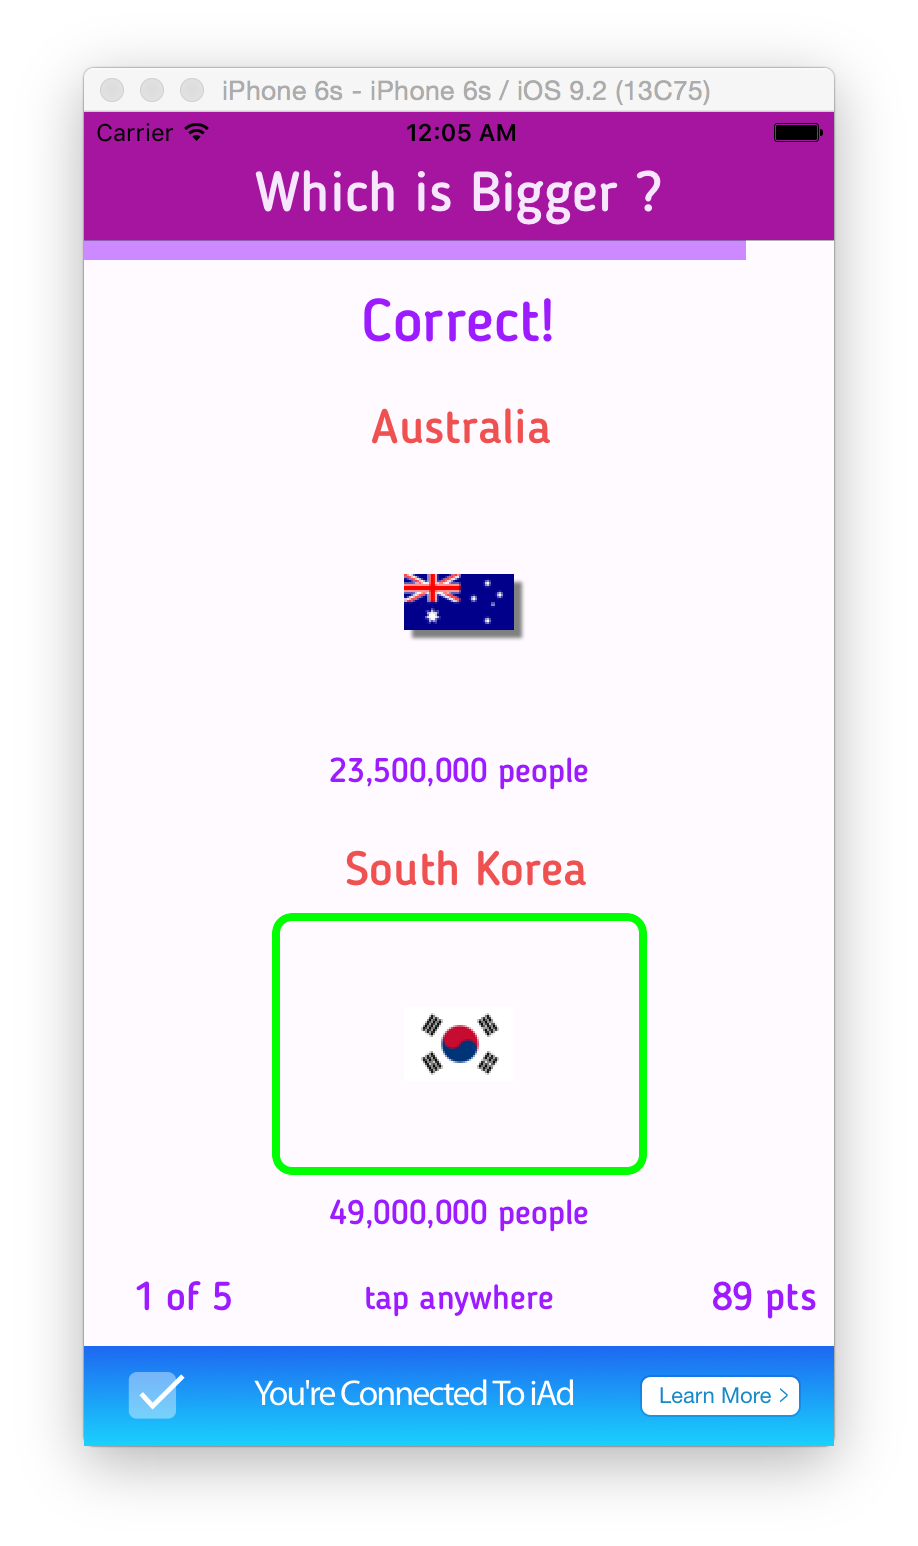 iPhone 6s - iPhone 6s / iOS 9.2 (13C75)
Carrier 12:05 AM
Which is Bigger ?
Correct!
Australia
23,500,000 people
South Korea
49,000,000 people
1 of 5 tap anywhere 89 pts
You're Connected To iAd Learn More >